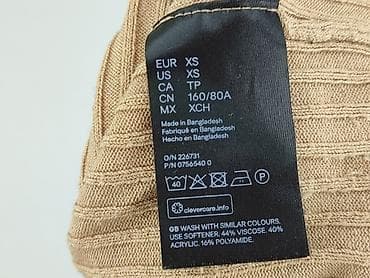 EUR XS
US XS
CA TP
CN 160/80A
MX XCH
Made in Bangladesh
Fabriqué en Bangladesh
Hecho en Bangladesh
O/N 226731
P/N 0756540 0
40 P
clevercare.info
GB WASH WITH SIMILAR COLOURS.
USE SOFTENER, 44% VISCOSE. 40%
ACRYLIC. 16% POLYAMIDE.